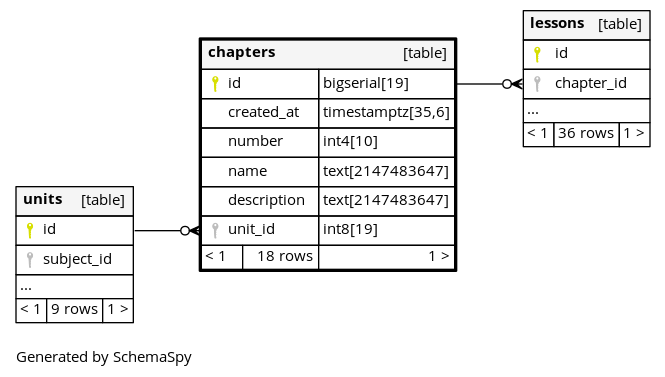 lessons [table]
id
chapter_id
...
< 1 36 rows 1 >
chapters [table]
id bigserial[19]
created_at timestamptz[35,6]
number int4[10]
name text[2147483647]
description text[2147483647]
unit_id int8[19]
< 1 18 rows 1 >
units [table]
id
subject_id
...
< 1 9 rows 1 >
Generated by SchemaSpy